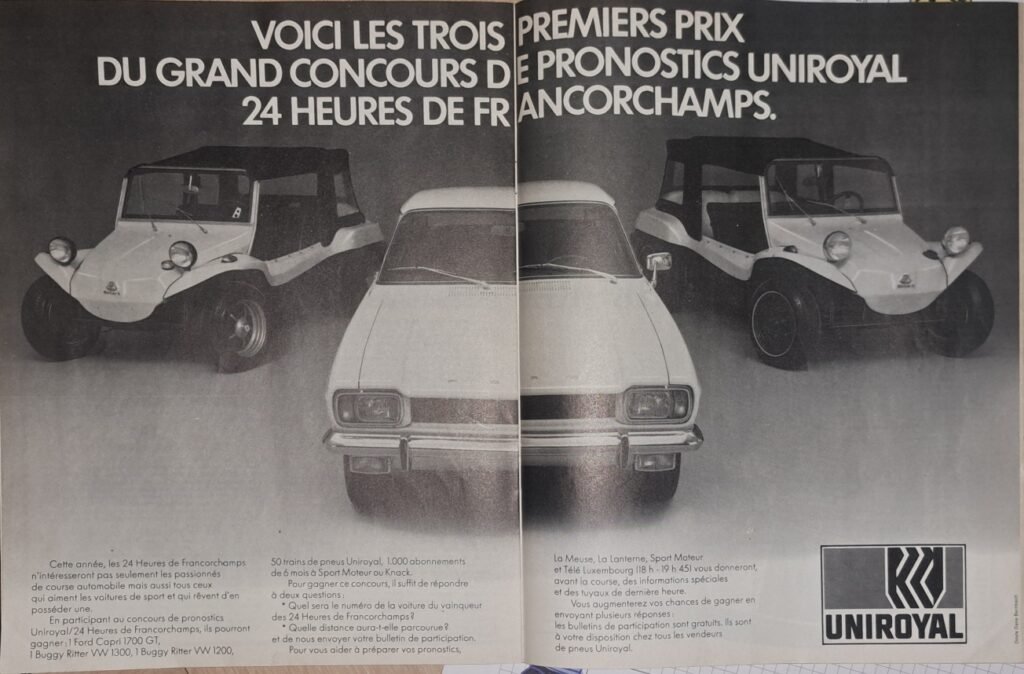 VOICI LES TROIS PREMIERS PRIX
DU GRAND CONCOURS DE PRONOSTICS UNIROYAL
24 HEURES DE FRANCORCHAMPS.
Cette année, les 24 Heures de Francorchamps
n'intéresseront pas seulement les passionnés
de course automobile mais aussi tous ceux
qui aiment les voitures de sport et qui rêvent d'en
posséder une.
En participant au concours de pronostics
Uniroyal/24 Heures de Francorchamps, ils pourront
gagner: 1 Ford Capri 1700 GT,
1 Buggy Ritter VW 1300, 1 Buggy Ritter VW 1200,
50 trains de pneus Uniroyal, 1.000 abonnements
de 6 mois à Sport Moteur ou Knack.
Pour gagner ce concours, il suffit de répondre
à deux questions:
* Quel sera le numéro de la voiture du vainqueur
des 24 Heures de Francorchamps?
* Quelle distance aura-t-elle parcourue?
et de nous envoyer votre bulletin de participation.
Pour vous aider à préparer vos pronostics,
La Meuse, La Lanterne, Sport Moteur
et Télé Luxembourg (18 h - 19 h 45) vous donneront,
avant la course, des informations spéciales
et des tuyaux de dernière heure.
Vous augmenterez vos chances de gagner en
envoyant plusieurs réponses:
les bulletins de participation sont gratuits. Ils sont
à votre disposition chez tous les vendeurs
de pneus Uniroyal.
UNIROYAL